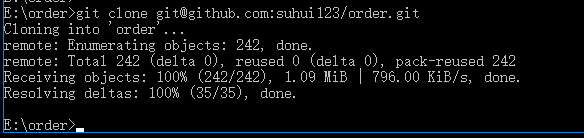 E:\order>git clone git@github.com:suhui123/order.git
Cloning into 'order'...
remote: Enumerating objects: 242, done.
remote: Total 242 (delta 0), reused 0 (delta 0), pack-reused 242
Receiving objects: 100% (242/242), 1.09 MiB | 796.00 KiB/s, done.
Resolving deltas: 100% (35/35), done.
E:\order>